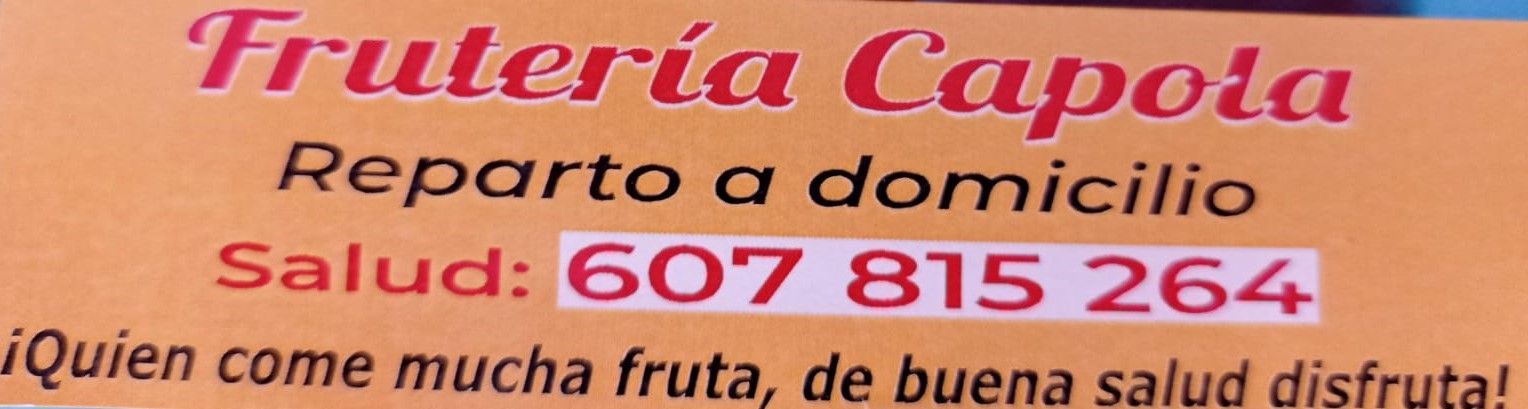 Frutería Capola
Reparto a domicilio
Salud: 607 815 264
¡Quien come mucha fruta, de buena salud disfruta!